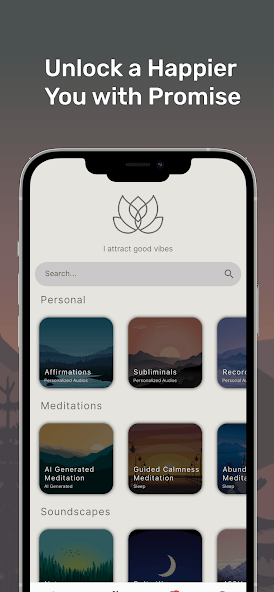 Unlock a Happier
You with Promise
I attract good vibes
Search...
Personal
Affirmations
Personalized Audios
Subliminals
Personalized Audios
Record
Personal A
Meditations
AI Generated
Meditation
AI Generated
Guided Calmness
Meditation
Sleep
Abund
Meditation
Sleep
Soundscapes